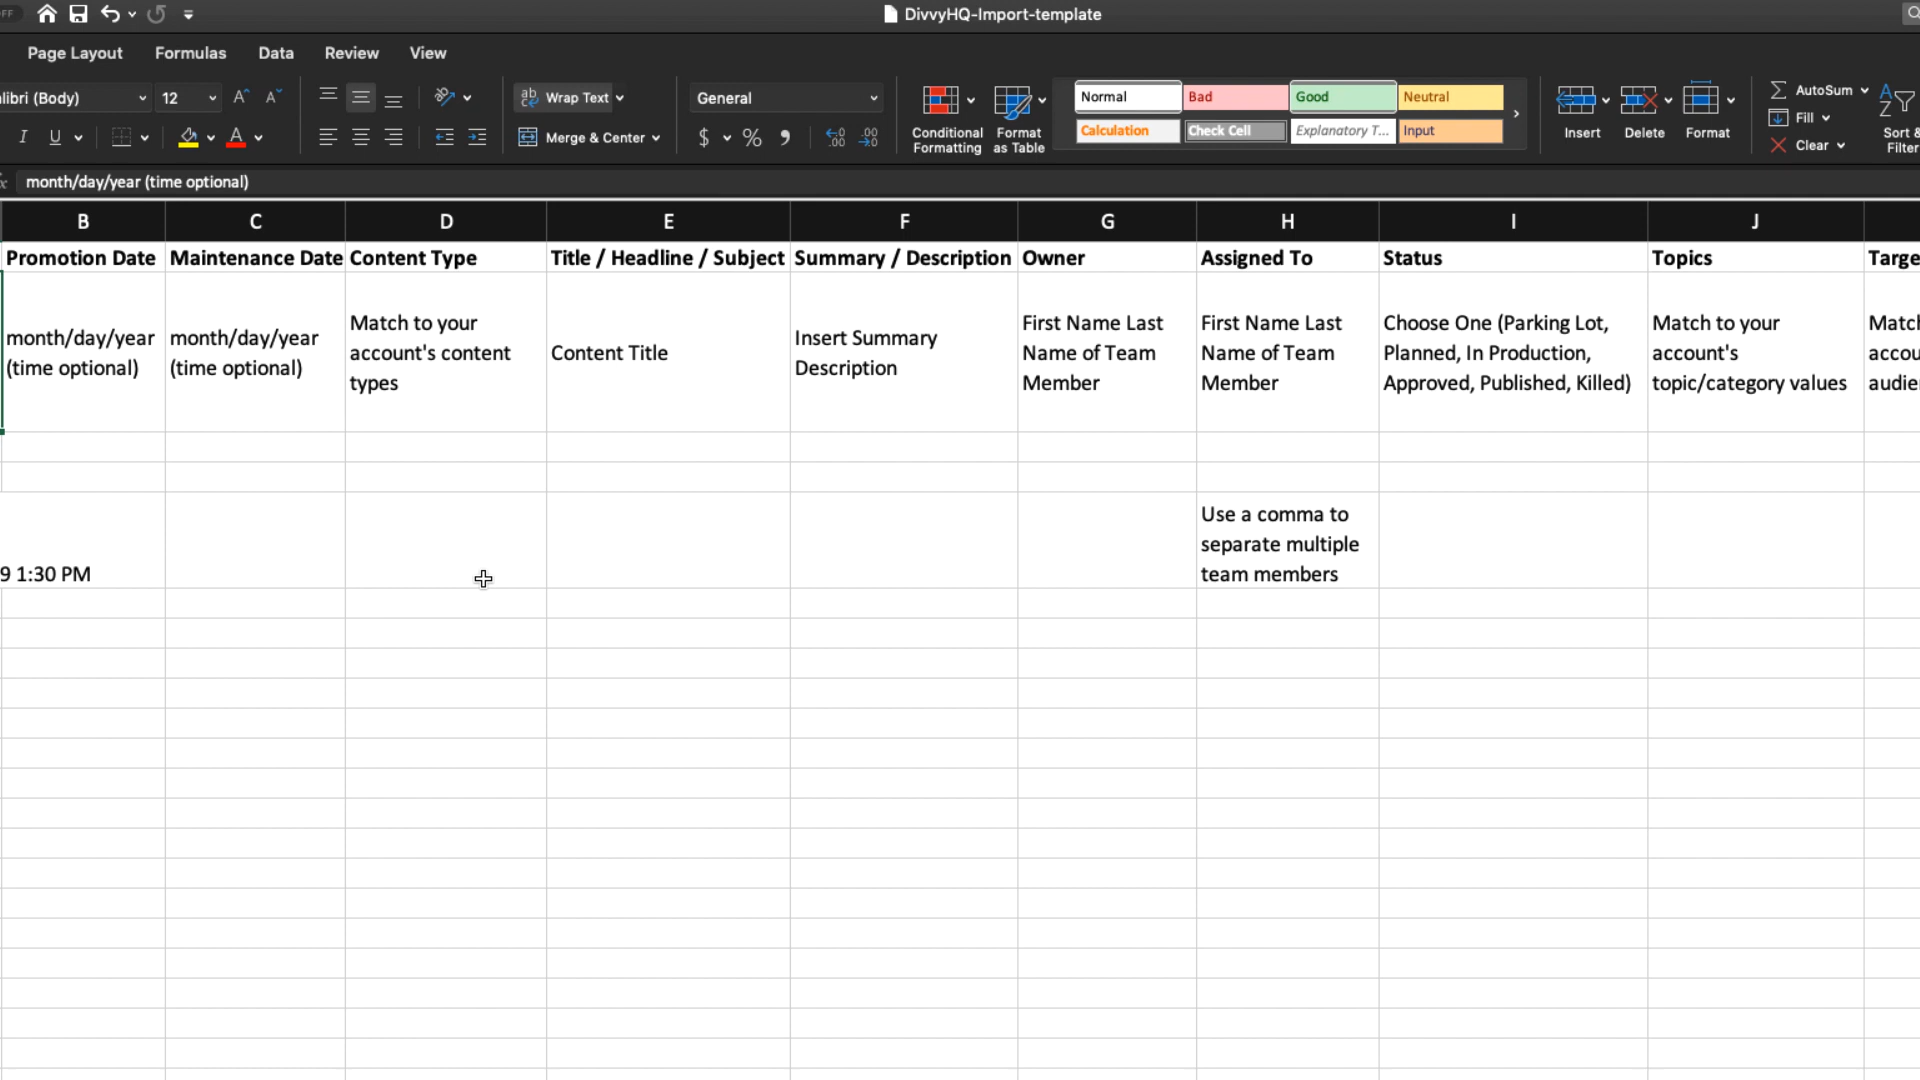 DivvyHQ-Import-template
Page Layout Formulas Data Review View
(Body) 12 Wrap Text General Normal Bad Good Neutral AutoSum
I U Merge & Center $ % Conditional Formatting Format as Table Calculation Check Cell Explanatory T... Input Insert Delete Format Fill Clear Sort & Filter
month/day/year (time optional)
B C D E F G H I J
Promotion Date Maintenance Date Content Type Title / Headline / Subject Summary / Description Owner Assigned To Status Topics
month/day/year
(time optional)
month/day/year
(time optional)
Match to your
account's content
types
Content Title
Insert Summary
Description
First Name Last
Name of Team
Member
First Name Last
Name of Team
Member
Choose One (Parking Lot,
Planned, In Production,
Approved, Published, Killed)
Match to your
account's
topic/category values
9 1:30 PM
Use a comma to
separate multiple
team members